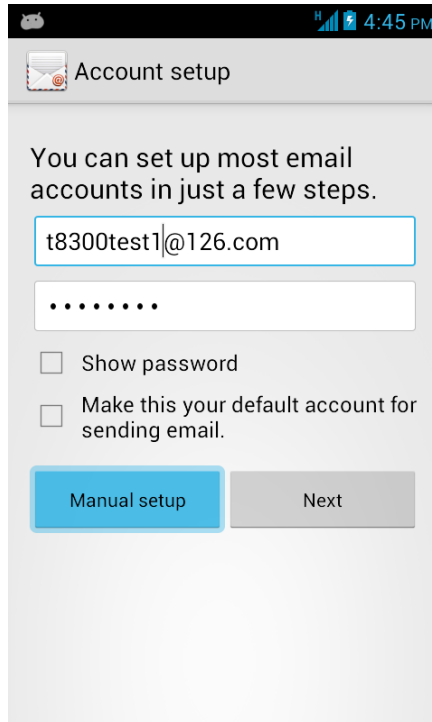 H 4:45 PM
Account setup
You can set up most email
accounts in just a few steps.
t8300test1@126.com
••••••••
Show password
Make this your default account for
sending email.
Manual setup
Next